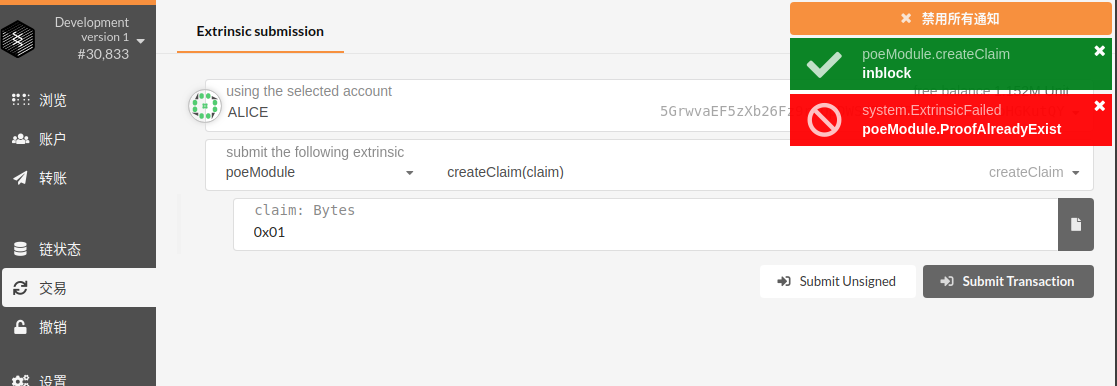 Development
version 1
#30,833
浏览
账户
转账
链状态
交易
撤销
设置
Extrinsic submission
禁用所有通知
poeModule.createClaim
inblock
system.ExtrinsicFailed
poeModule.ProofAlreadyExist
using the selected account
ALICE
submit the following extrinsic
poeModule
createClaim(claim)
createClaim
claim: Bytes
0x01
Submit Unsigned
Submit Transaction